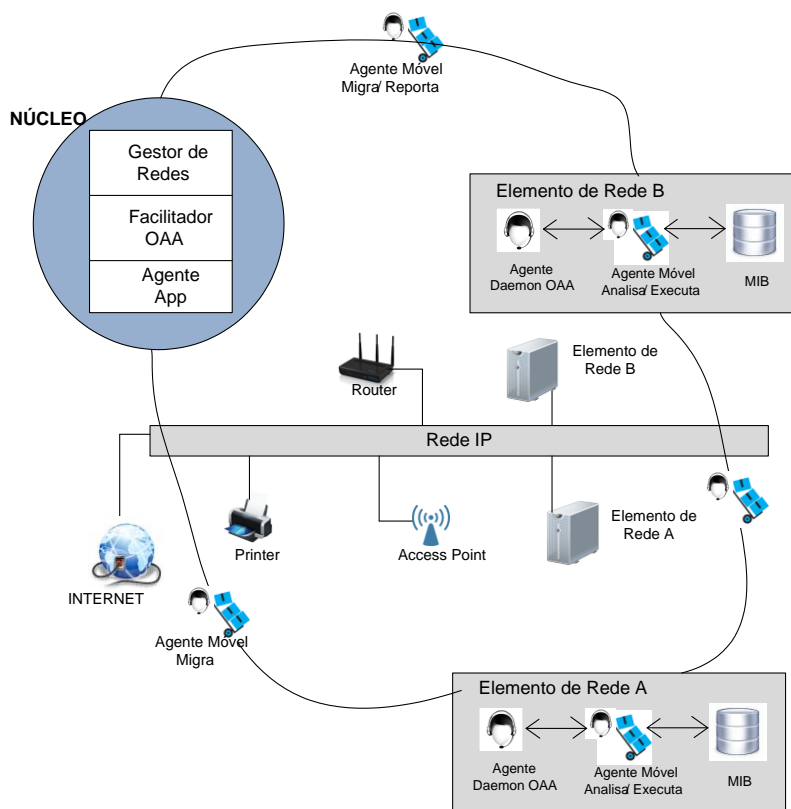 Agente Móvel
Migra/ Reporta
NÚCLEO
Gestor de
Redes
Facilitador
OAA
Agente
App
Elemento de Rede B
Agente
Daemon OAA
Agente Móvel
Analisa/ Executa
MIB
Router
Elemento de
Rede B
Rede IP
INTERNET
Printer
Access Point
Elemento de
Rede A
Agente Móvel
Migra
Elemento de Rede A
Agente
Daemon OAA
Agente Móvel
Analisa/ Executa
MIB